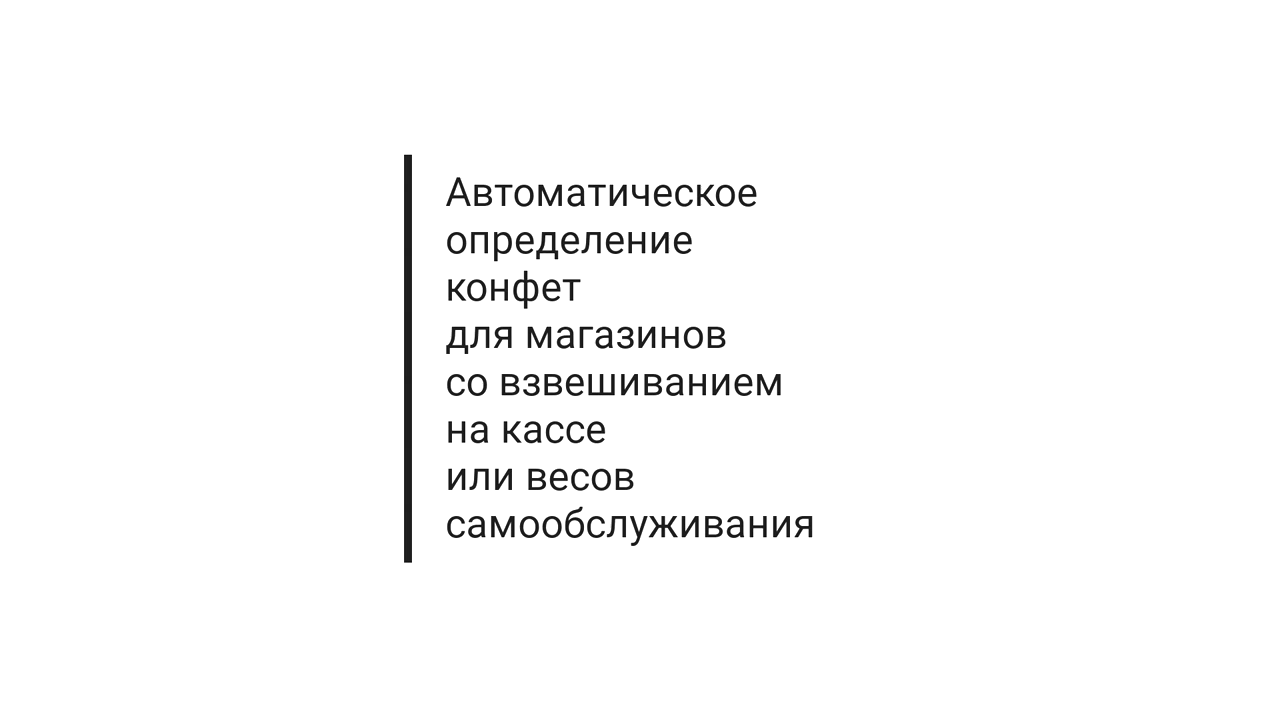 Автоматическое
определение
конфет
для магазинов
со взвешиванием
на кассе
или весов
самообслуживания